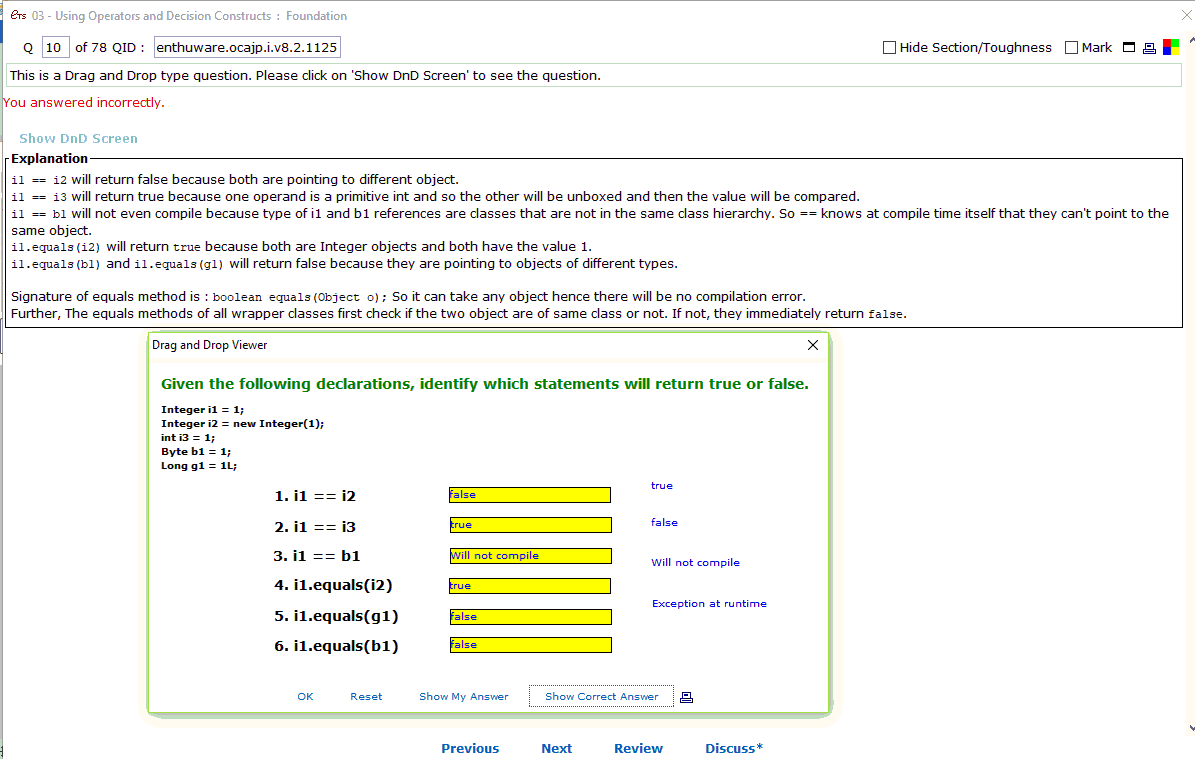 ETS 03 - Using Operators and Decision Constructs : Foundation
Q 10 of 78 QID : enthuware.ocajp.i.v8.2.1125 Hide Section/Toughness Mark
This is a Drag and Drop type question. Please click on 'Show DnD Screen' to see the question.
You answered incorrectly.
Show DnD Screen
Explanation
i1 == i2 will return false because both are pointing to different object.
i1 == i3 will return true because one operand is a primitive int and so the other will be unboxed and then the value will be compared.
i1 == b1 will not even compile because type of i1 and b1 references are classes that are not in the same class hierarchy. So == knows at compile time itself that they can't point to the
same object.
i1.equals(i2) will return true because both are Integer objects and both have the value 1.
i1.equals(b1) and i1.equals(g1) will return false because they are pointing to objects of different types.
Signature of equals method is : boolean equals(Object o); So it can take any object hence there will be no compilation error.
Further, The equals methods of all wrapper classes first check if the two object are of same class or not. If not, they immediately return false.
Drag and Drop Viewer
Given the following declarations, identify which statements will return true or false.
Integer i1 = 1;
Integer i2 = new Integer(1);
int i3 = 1;
Byte b1 = 1;
Long g1 = 1L;
1. i1 == i2 false true
2. i1 == i3 true false
3. i1 == b1 Will not compile Will not compile
4. i1.equals(i2) true
Exception at runtime
5. i1.equals(g1) false
6. i1.equals(b1) false
OK Reset Show My Answer Show Correct Answer
Previous Next Review Discuss*